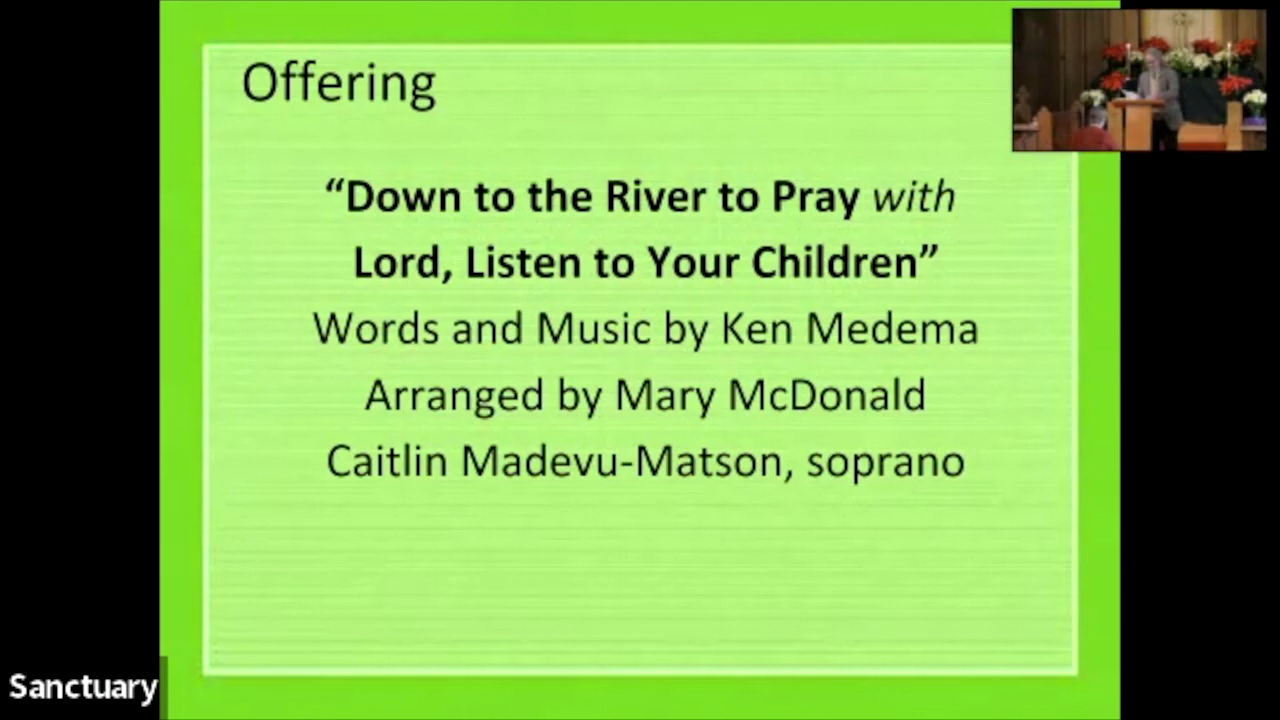 Offering
“Down to the River to Pray with
Lord, Listen to Your Children”
Words and Music by Ken Medema
Arranged by Mary McDonald
Caitlin Madevu-Matson, soprano
Sanctuary